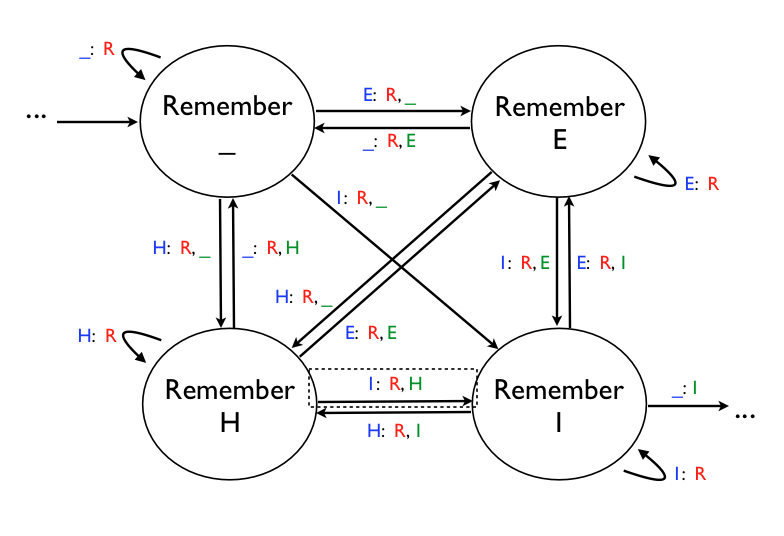 _: R
Remember
_
E: R,_
_: R,E
Remember
E
...
E: R
I: R,_
H: R,_
_: R,H
I: R,E
E: R,I
H: R,_
E: R,E
H: R
Remember
H
I: R,H
H: R,I
Remember
I
_: I
...
I: R